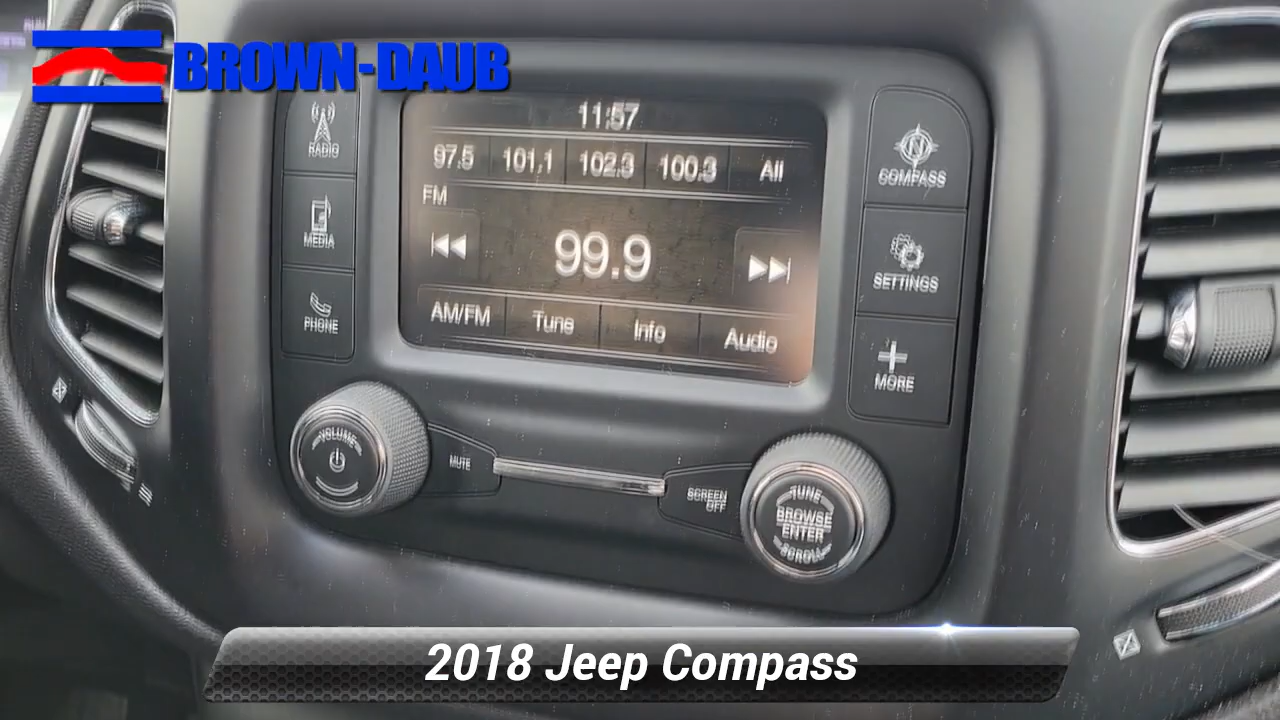 BROWN-DAUB
11:57
97.5 101.1 102.3 100.3 All
FM
99.9
AM/FM Tune Info Audio
RADIO
MEDIA
PHONE
COMPASS
SETTINGS
MORE
VOLUME
MUTE
SCREEN
OFF
TUNE
BROWSE
ENTER
SCROLL
2018 Jeep Compass